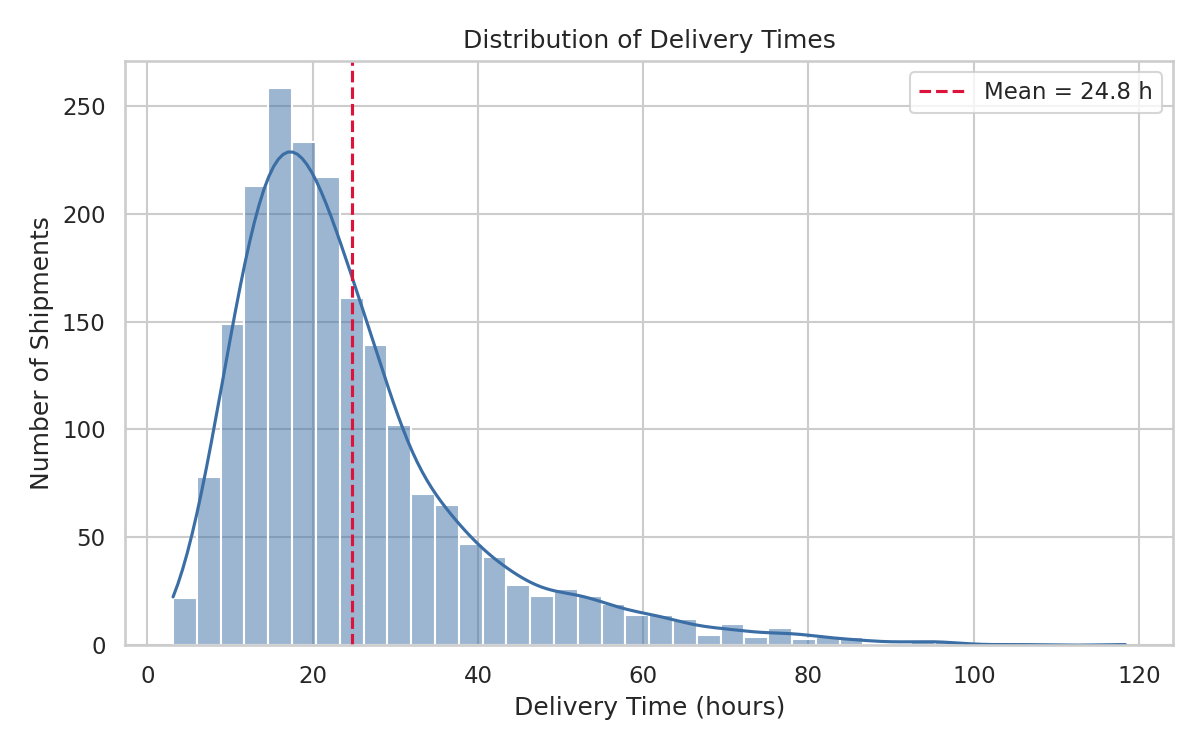 Distribution of Delivery Times
Mean = 24.8 h
250
200
150
100
50
0
Number of Shipments
0 20 40 60 80 100 120
Delivery Time (hours)